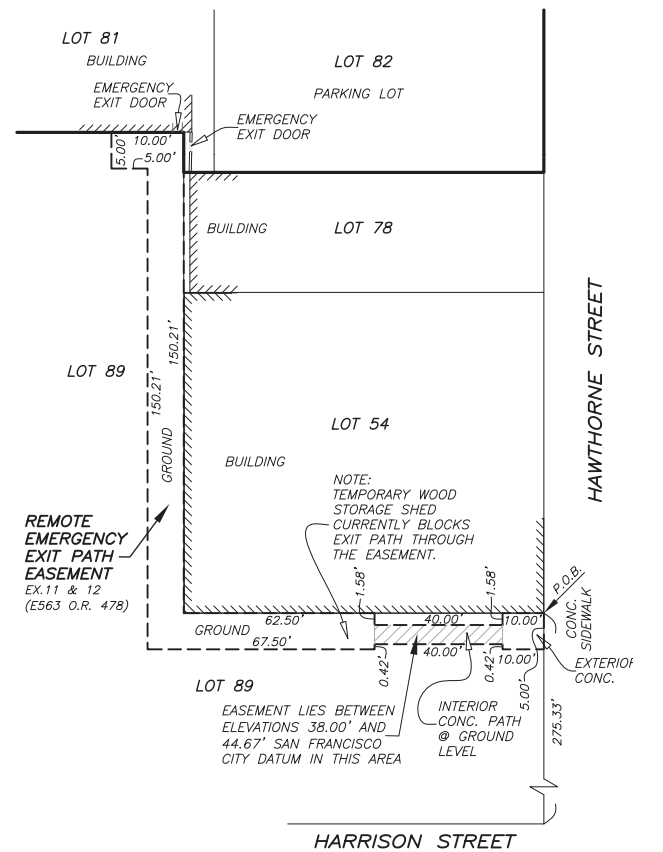 LOT 81
BUILDING
EMERGENCY
EXIT DOOR
LOT 82
PARKING LOT
EMERGENCY
EXIT DOOR
10.00'
5.00'
5.00'
BUILDING
LOT 78
HAWTHORNE STREET
150.21'
150.21'
LOT 89
GROUND
LOT 54
BUILDING
NOTE:
TEMPORARY WOOD
STORAGE SHED
CURRENTLY BLOCKS
EXIT PATH THROUGH
THE EASEMENT.
REMOTE
EMERGENCY
EXIT PATH
EASEMENT
EX.11 & 12
(E563 O.R. 478)
P.O.B.
CONC.
SIDEWALK
1.58'
1.58'
62.50'
40.00'
10.00'
GROUND
67.50'
0.42'
40.00'
0.42'
10.00'
5.00'
EXTERIOR
CONC.
LOT 89
EASEMENT LIES BETWEEN
ELEVATIONS 38.00' AND
44.67' SAN FRANCISCO
CITY DATUM IN THIS AREA
INTERIOR
CONC. PATH
@ GROUND
LEVEL
275.33'
HARRISON STREET